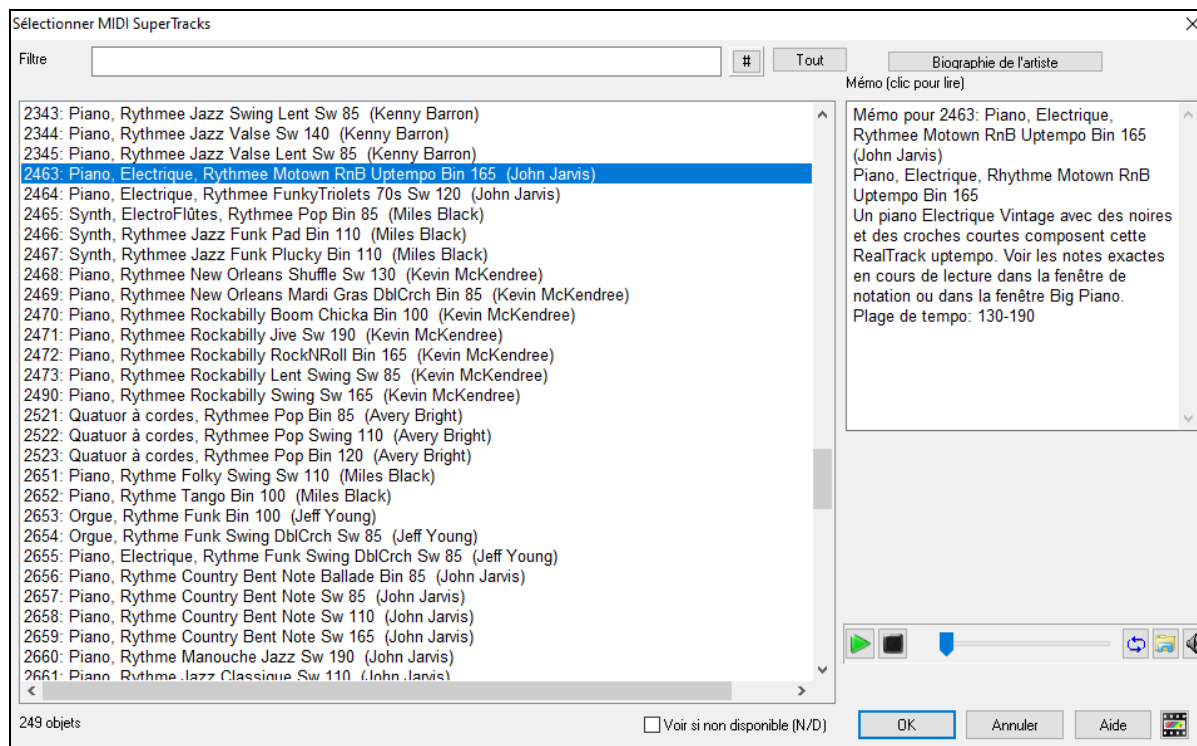 Sélectionner MIDI SuperTracks
Filtre
#
Tout
Biographie de l'artiste
Mémo (clic pour lire)
2343: Piano, Rythmee Jazz Swing Lent Sw 85 (Kenny Barron)
2344: Piano, Rythmee Jazz Valse Sw 140 (Kenny Barron)
2345: Piano, Rythmee Jazz Valse Lent Sw 85 (Kenny Barron)
2463: Piano, Electrique, Rythmee Motown RnB Uptempo Bin 165 (John Jarvis)
2464: Piano, Electrique, Rythmee FunkyTriolets 70s Sw 120 (John Jarvis)
2465: Synth, ElectroFlûtes, Rythmee Pop Bin 85 (Miles Black)
2466: Synth, Rythmee Jazz Funk Pad Bin 110 (Miles Black)
2467: Synth, Rythmee Jazz Funk Plucky Bin 110 (Miles Black)
2468: Piano, Rythmee New Orleans Shuffle Sw 130 (Kevin McKendree)
2469: Piano, Rythmee New Orleans Mardi Gras DblCrch Bin 85 (Kevin McKendree)
2470: Piano, Rythmee Rockabilly Boom Chicka Bin 100 (Kevin McKendree)
2471: Piano, Rythmee Rockabilly Jive Sw 190 (Kevin McKendree)
2472: Piano, Rythmee Rockabilly RockNRoll Bin 165 (Kevin McKendree)
2473: Piano, Rythmee Rockabilly Lent Swing Sw 85 (Kevin McKendree)
2490: Piano, Rythmee Rockabilly Swing Sw 165 (Kevin McKendree)
2521: Quatuor à cordes, Rythmee Pop Bin 85 (Avery Bright)
2522: Quatuor à cordes, Rythmee Pop Swing 110 (Avery Bright)
2523: Quatuor à cordes, Rythmee Pop Bin 120 (Avery Bright)
2651: Piano, Rythme Folky Swing Sw 110 (Miles Black)
2652: Piano, Rythme Tango Bin 100 (Miles Black)
2653: Orgue, Rythme Funk Bin 100 (Jeff Young)
2654: Orgue, Rythme Funk Swing DblCrch Sw 85 (Jeff Young)
2655: Piano, Electrique, Rythme Funk Swing DblCrch Sw 85 (Jeff Young)
2656: Piano, Rythme Country Bent Note Ballade Bin 85 (John Jarvis)
2657: Piano, Rythme Country Bent Note Sw 85 (John Jarvis)
2658: Piano, Rythme Country Bent Note Sw 110 (John Jarvis)
2659: Piano, Rythme Country Bent Note Sw 165 (John Jarvis)
2660: Piano, Rythme Manouche Jazz Sw 190 (John Jarvis)
2661: Piano, Rythme Jazz Classique Sw 110 (John Jarvis)
Mémo pour 2463: Piano, Electrique,
Rythmee Motown RnB Uptempo Bin 165
(John Jarvis)
Piano, Electrique, Rhythme Motown RnB
Uptempo Bin 165
Un piano Electrique Vintage avec des noires
et des croches courtes composent cette
RealTrack uptempo. Voir les notes exactes
en cours de lecture dans la fenêtre de
notation ou dans la fenêtre Big Piano.
Plage de tempo: 130-190
249 objets
Voir si non disponible (N/D)
OK
Annuler
Aide